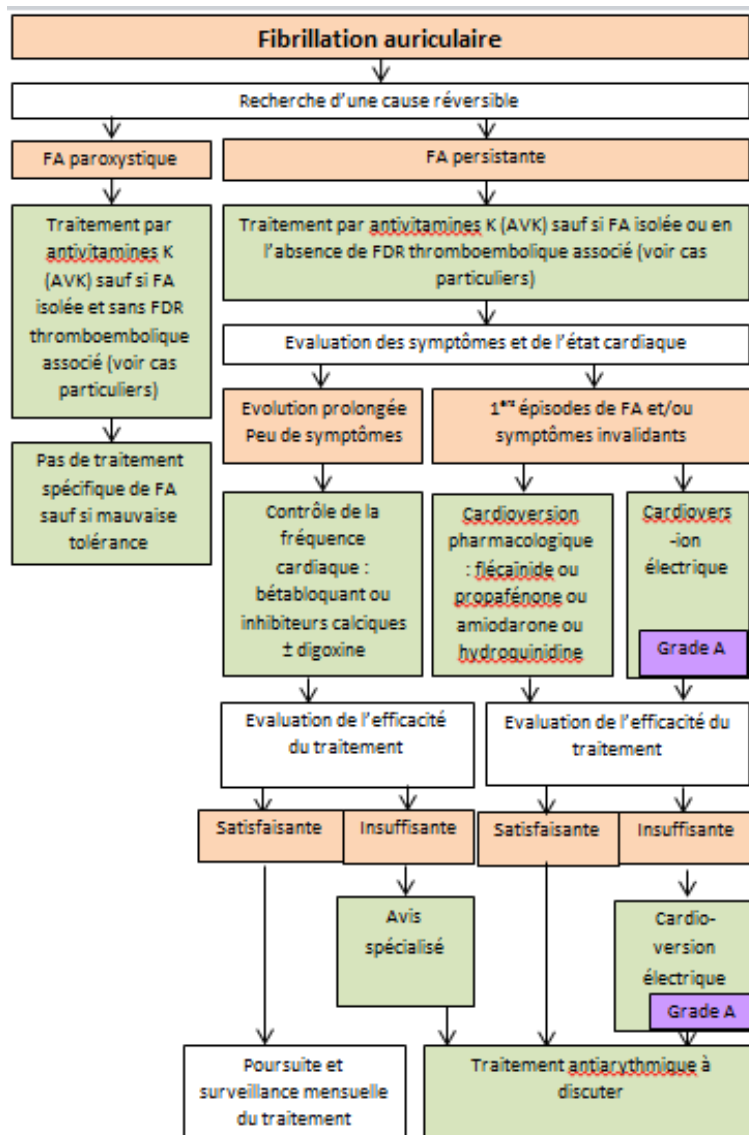 Fibrillation auriculaire
Recherche d'une cause réversible
FA paroxystique
FA persistante
Traitement par
antivitamines K
(AVK) sauf si FA
isolée et sans FDR
thromboembolique
associé (voir cas
particuliers)
Traitement par antivitamines K (AVK) sauf si FA isolée ou en
l'absence de FDR thromboembolique associé (voir cas
particuliers)
Evaluation des symptômes et de l'état cardiaque
Pas de traitement
spécifique de FA
sauf si mauvaise
tolérance
Evolution prolongée
Peu de symptômes
1ers épisodes de FA et/ou
symptômes invalidants
Contrôle de la
fréquence
cardiaque :
bétabloquant ou
inhibiteurs calciques
± digoxine
Cardioversion
pharmacologique
: flécaïnide ou
propafénone ou
amiodarone ou
hydroquinidine
Cardiovers
-ion
électrique
Grade A
Evaluation de l'efficacité
du traitement
Evaluation de l'efficacité du
traitement
Satisfaisante
Insuffisante
Satisfaisante
Insuffisante
Avis
spécialisé
Cardio-
version
électrique
Grade A
Poursuite et
surveillance mensuelle
du traitement
Traitement antiarythmique à
discuter